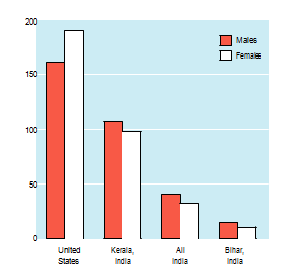 200
150
100
50
0
Males
Females
United States
Kerala, India
All India
Bihar, India